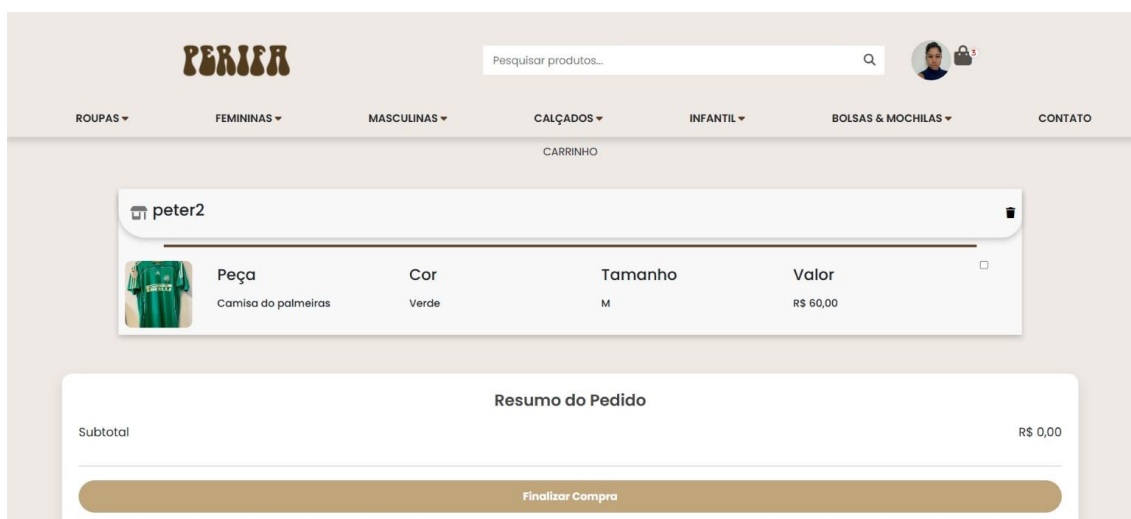 PERIFA
Pesquisar produtos...
3
ROUPAS FEMININAS MASCULINAS CALÇADOS INFANTIL BOLSAS & MOCHILAS CONTATO
CARRINHO
peter2
Peça Cor Tamanho Valor
Camisa do palmeiras Verde M R$ 60,00
Resumo do Pedido
Subtotal R$ 0,00
Finalizar Compra